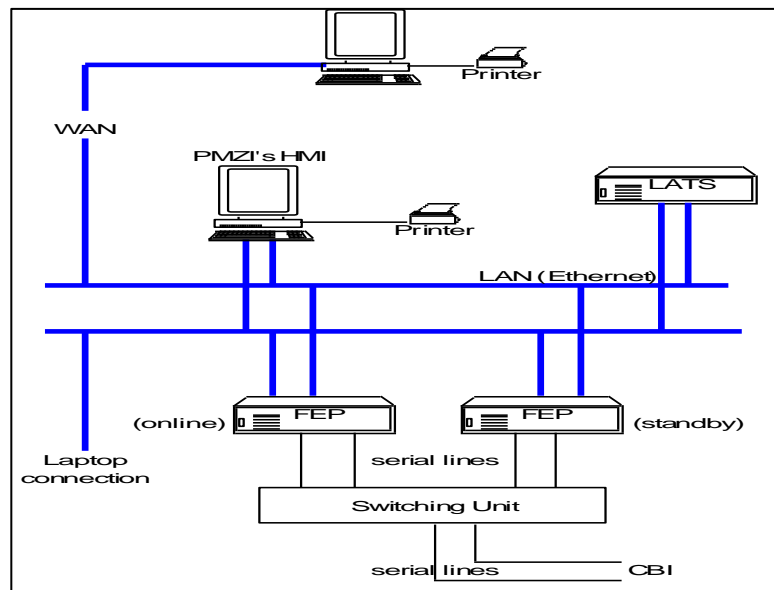 Printer
WAN
PMZI's HMI
LATS
Printer
LAN (Ethernet)
FEP
FEP
(online)
(standby)
Laptop
connection
serial lines
Switching Unit
serial lines
CBI